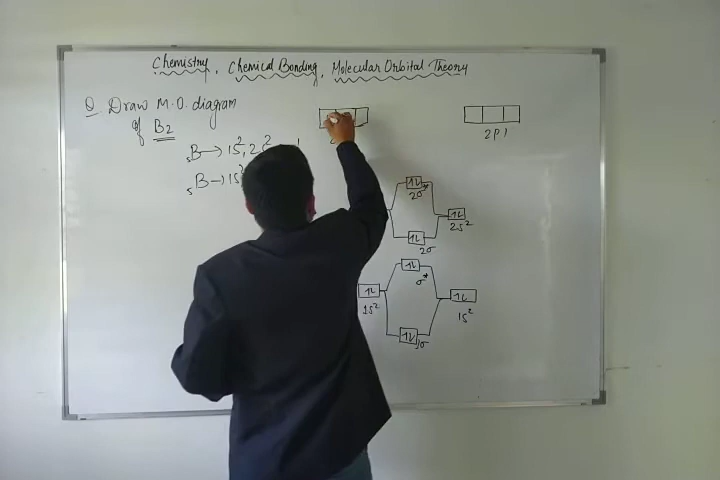 Chemistry, Chemical Bonding, Molecular Orbital Theory
Q. Draw M.O. diagram
of B2
5B → 1s²,2s²
5B → 1s²
2p1
2σ*
2s²
2σ
σ*
1s²
1s²
1σ